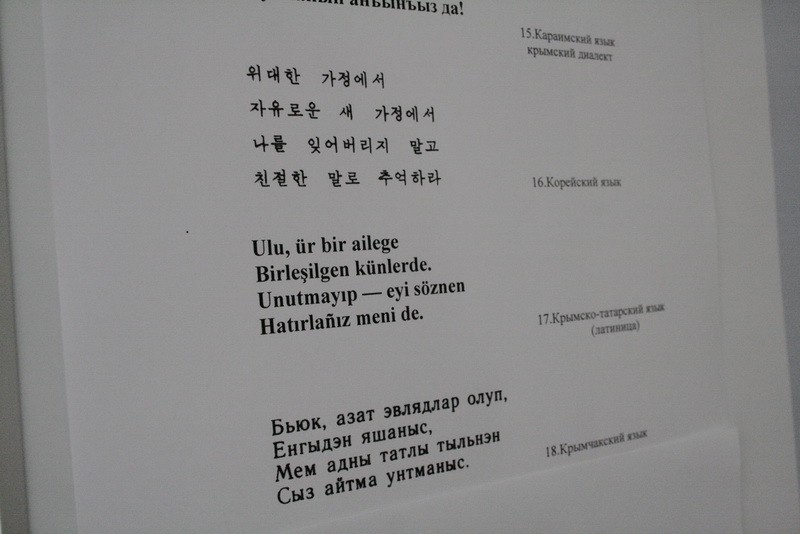 анъынъыз да!
15.Караимский язык
крымский диалект
위대한 가정에서
자유로운 새 가정에서
나를 잊어버리지 말고
친절한 말로 추억하라
16.Корейский язык
Ulu, ür bir ailege
Birleşilgen künlerde.
Unutmayıp — eyi söznen
Hatırlañız meni de.
17.Крымско-татарский язык
(латиница)
Бьюк, азат эвлядлар олуп,
Енгыдэн яшаныс,
Мем адны татлы тыльнэн
Сыз айтма унтманыс.
18.Крымчакский язык